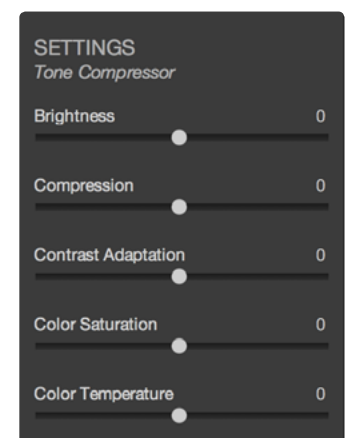 SETTINGS
Tone Compressor
Brightness 0
Compression 0
Contrast Adaptation 0
Color Saturation 0
Color Temperature 0